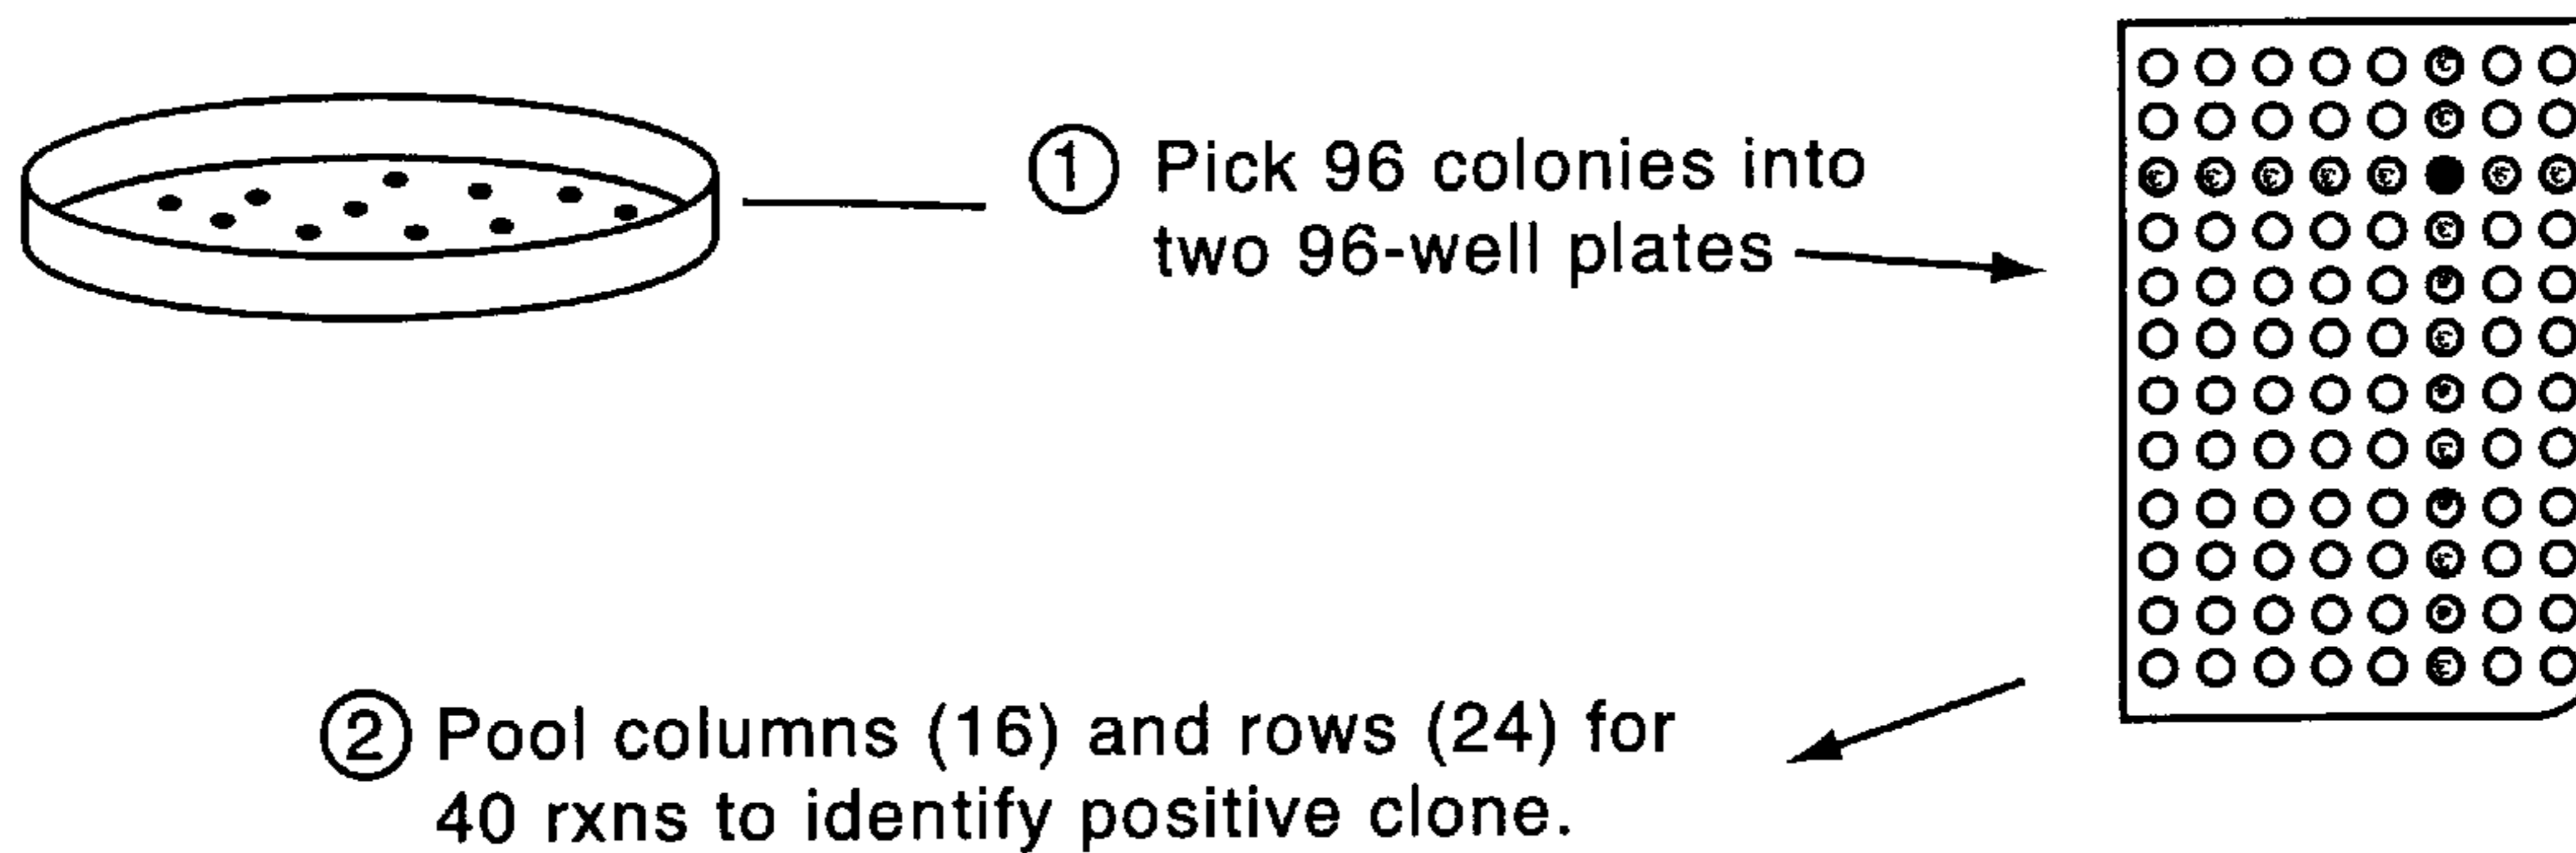 ① Pick 96 colonies into
two 96-well plates
② Pool columns (16) and rows (24) for
40 rxns to identify positive clone.